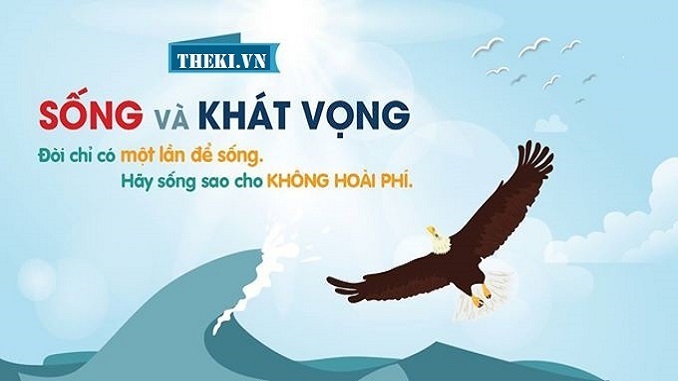 THEKI.VN
SỐNG VÀ KHÁT VỌNG
Đời chỉ có một lần để sống.
Hãy sống sao cho KHÔNG HOÀI PHÍ.